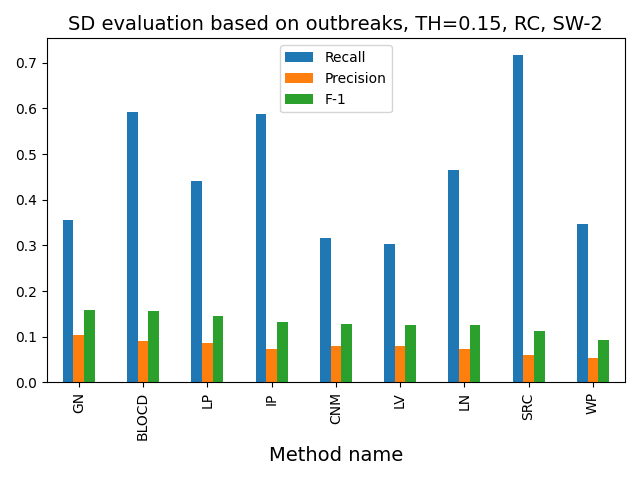 SD evaluation based on outbreaks, TH=0.15, RC, SW-2
Recall
Precision
F-1
0.7
0.6
0.5
0.4
0.3
0.2
0.1
0.0
GN
BLOCD
LP
IP
CNM
LV
LN
SRC
WP
Method name